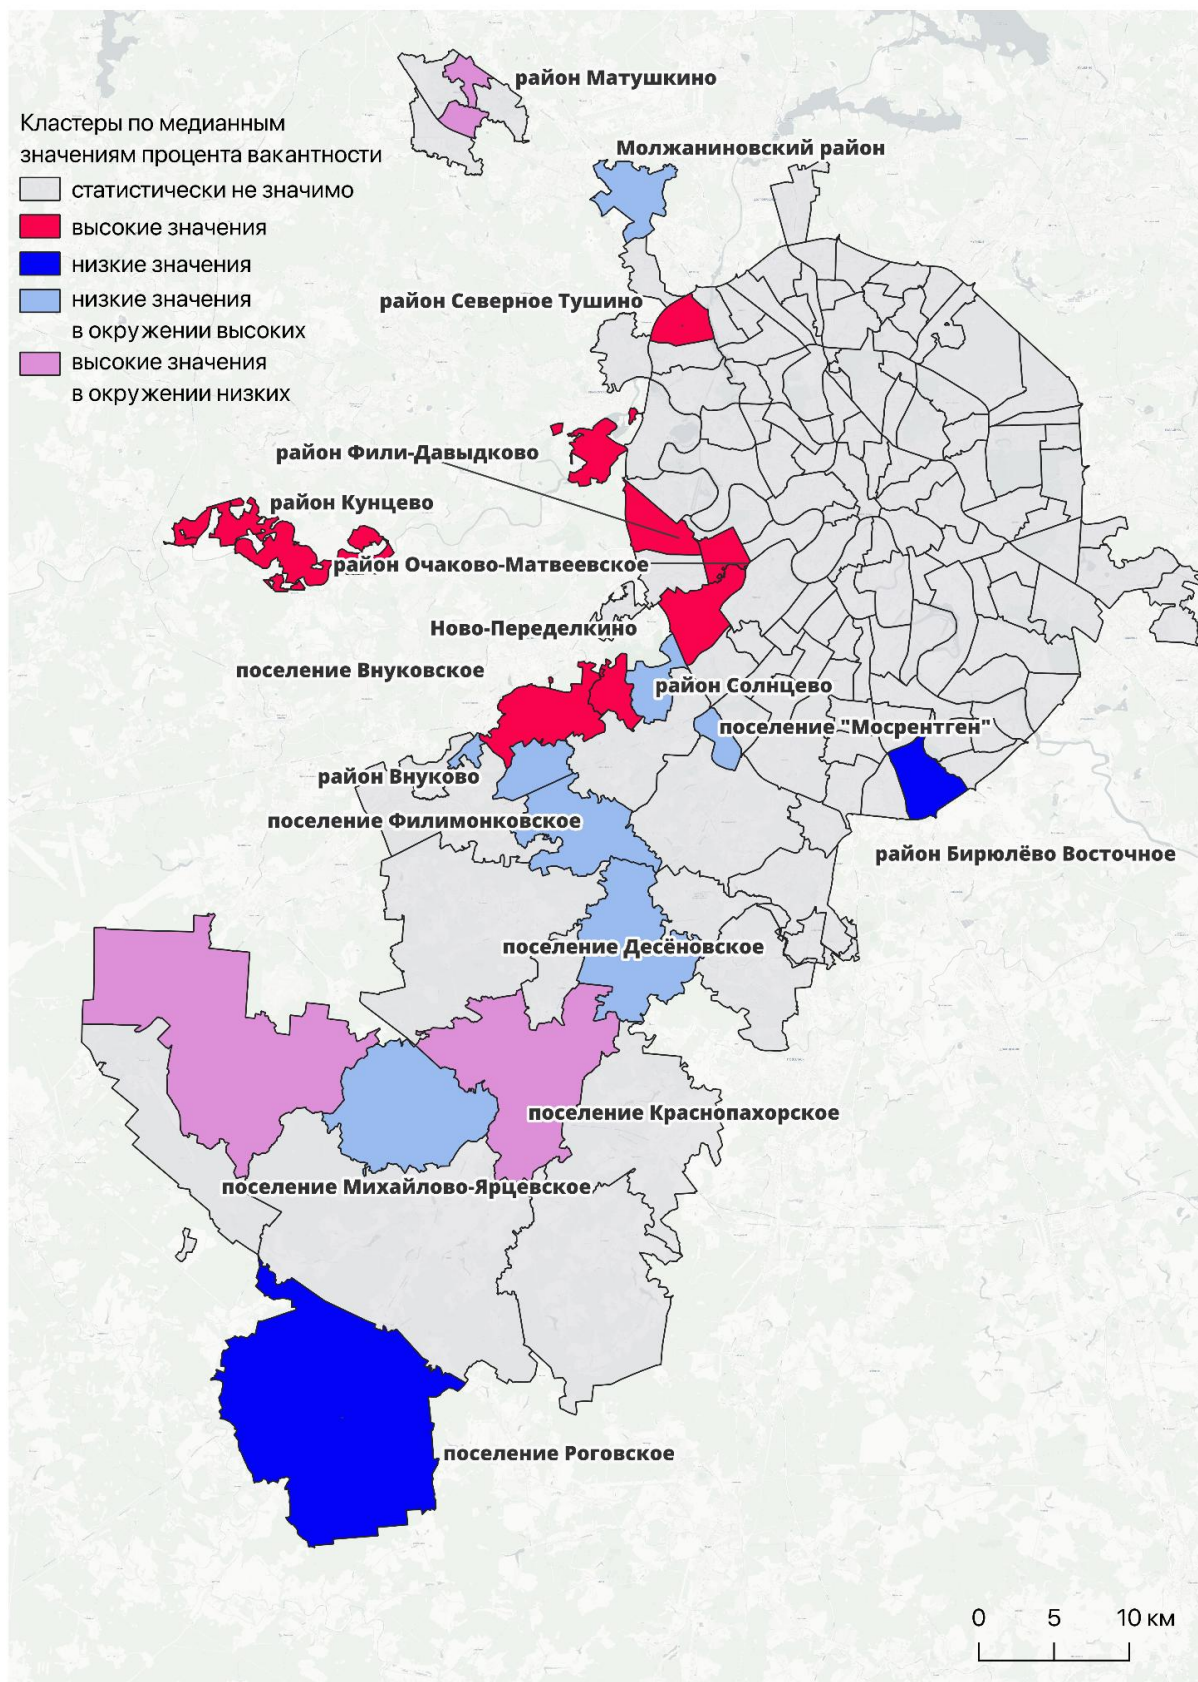 район Матушкино
Кластеры по медианным
значениям процента вакантности
статистически не значимо
высокие значения
низкие значения
низкие значения
в окружении высоких
высокие значения
в окружении низких
Молжаниновский район
район Северное Тушино
район Фили-Давыдково
район Кунцево
район Очаково-Матвеевское
Ново-Переделкино
поселение Внуковское
район Солнцево
поселение "Мосрентген"
район Внуково
поселение Филимонковское
район Бирюлёво Восточное
поселение Десёновское
поселение Краснопахорское
поселение Михайлово-Ярцевское
поселение Роговское
0 5 10 км